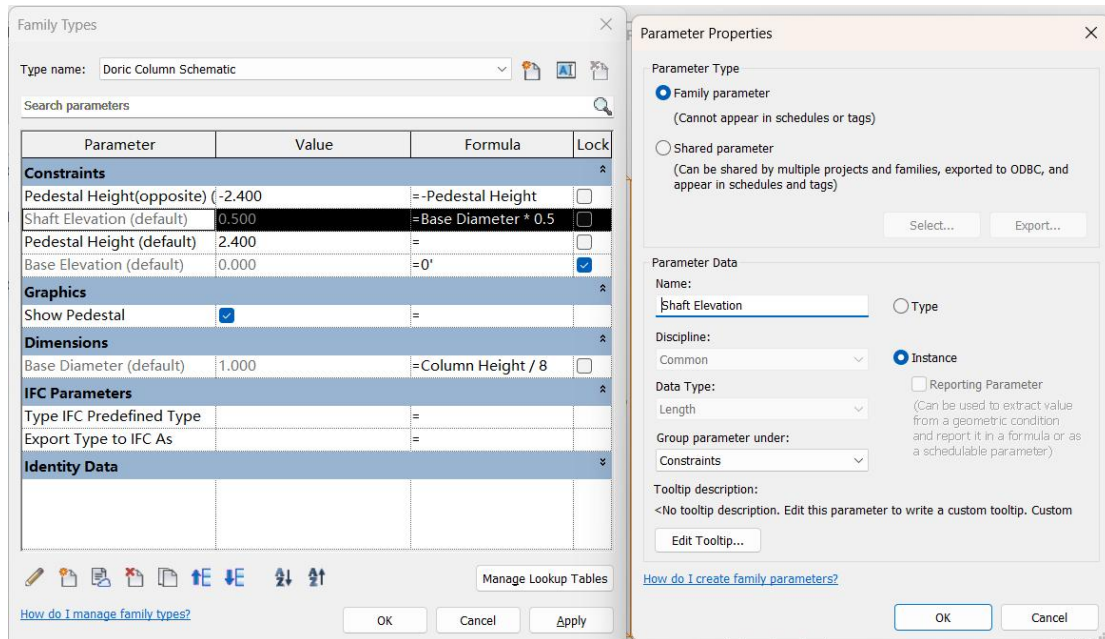 Family Types
Type name: Doric Column Schematic
Search parameters
Parameter Value Formula Lock
Constraints
Pedestal Height(opposite) ( -2.400 =-Pedestal Height
Shaft Elevation (default) 0.500 =Base Diameter * 0.5
Pedestal Height (default) 2.400 =
Base Elevation (default) 0.000 =0'
Graphics
Show Pedestal =
Dimensions
Base Diameter (default) 1.000 =Column Height / 8
IFC Parameters
Type IFC Predefined Type =
Export Type to IFC As =
Identity Data
Manage Lookup Tables
How do I manage family types?
OK Cancel Apply
Parameter Properties
Parameter Type
Family parameter
(Cannot appear in schedules or tags)
Shared parameter
(Can be shared by multiple projects and families, exported to ODBC, and
appear in schedules and tags)
Select... Export...
Parameter Data
Name:
Shaft Elevation
Type
Discipline:
Common
Instance
Data Type:
Length
Reporting Parameter
(Can be used to extract value
from a geometric condition
and report it in a formula or as
a schedulable parameter)
Group parameter under:
Constraints
Tooltip description:
<No tooltip description. Edit this parameter to write a custom tooltip. Custom
Edit Tooltip...
How do I create family parameters?
OK Cancel